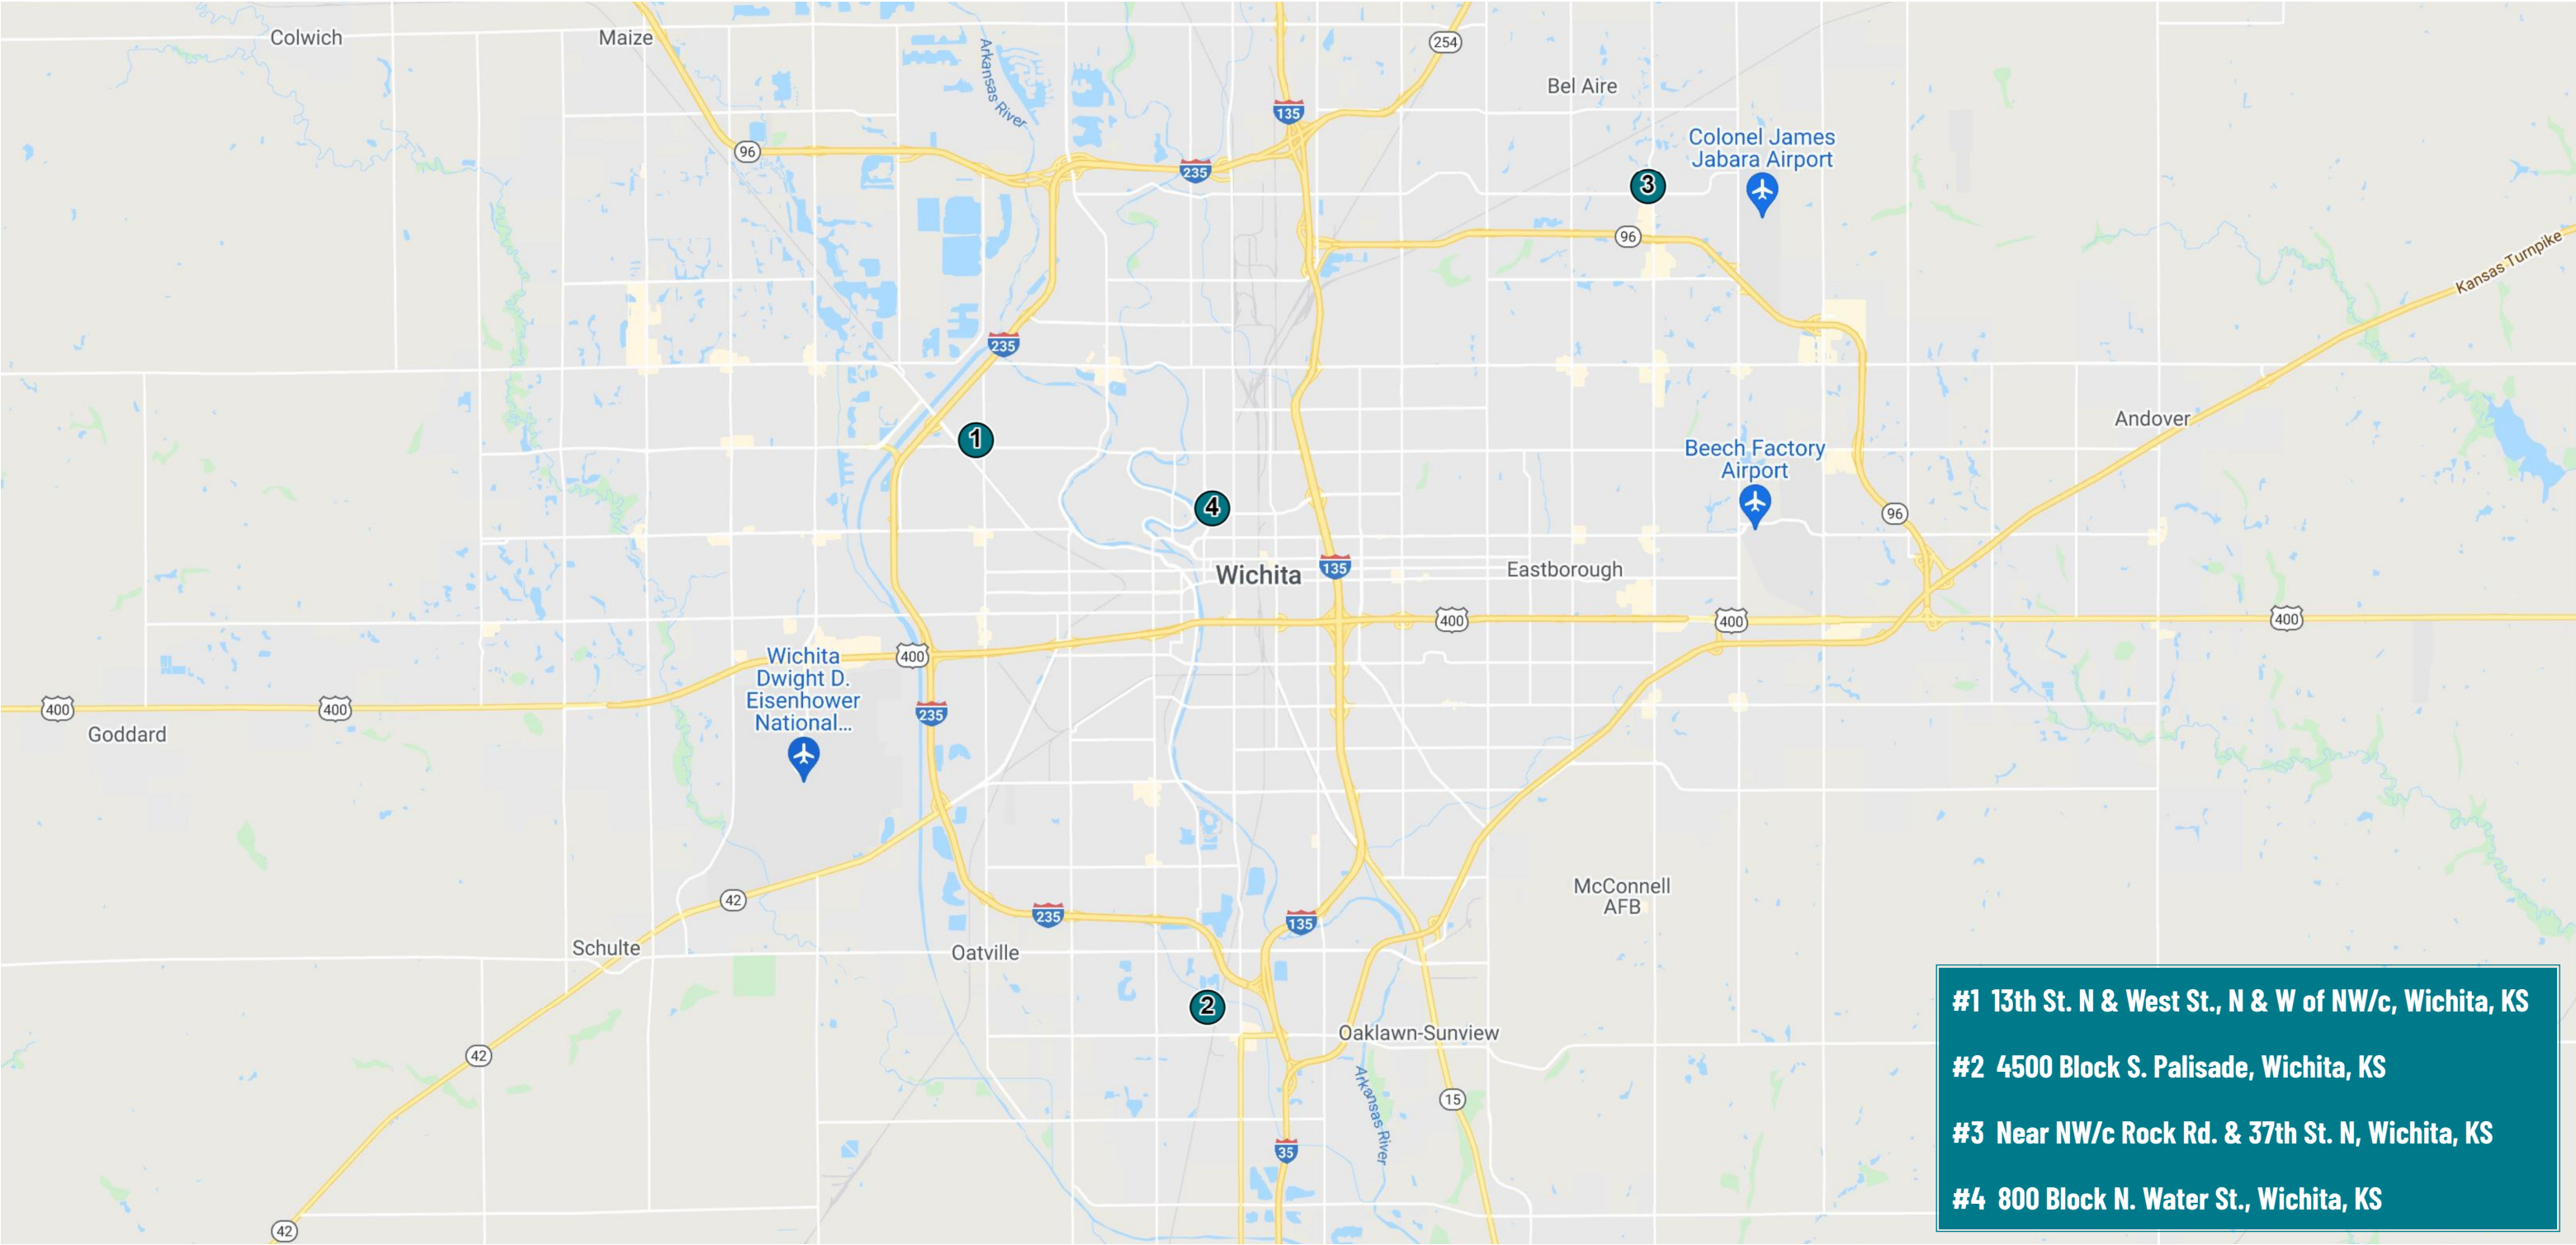 Colwich
Maize
Arkansas River
254
Bel Aire
135
Colonel James
Jabara Airport
96
235
3
96
Kansas Turnpike
235
Andover
1
Beech Factory
Airport
4
96
Wichita
135
Eastborough
400
400
400
Wichita
Dwight D.
Eisenhower
National...
400
400
400
235
Goddard
McConnell
AFB
42
235
135
Schulte
Oatville
2
Oaklawn-Sunview
42
Arkansas River
15
35
42
#1 13th St. N & West St., N & W of NW/c, Wichita, KS
#2 4500 Block S. Palisade, Wichita, KS
#3 Near NW/c Rock Rd. & 37th St. N, Wichita, KS
#4 800 Block N. Water St., Wichita, KS